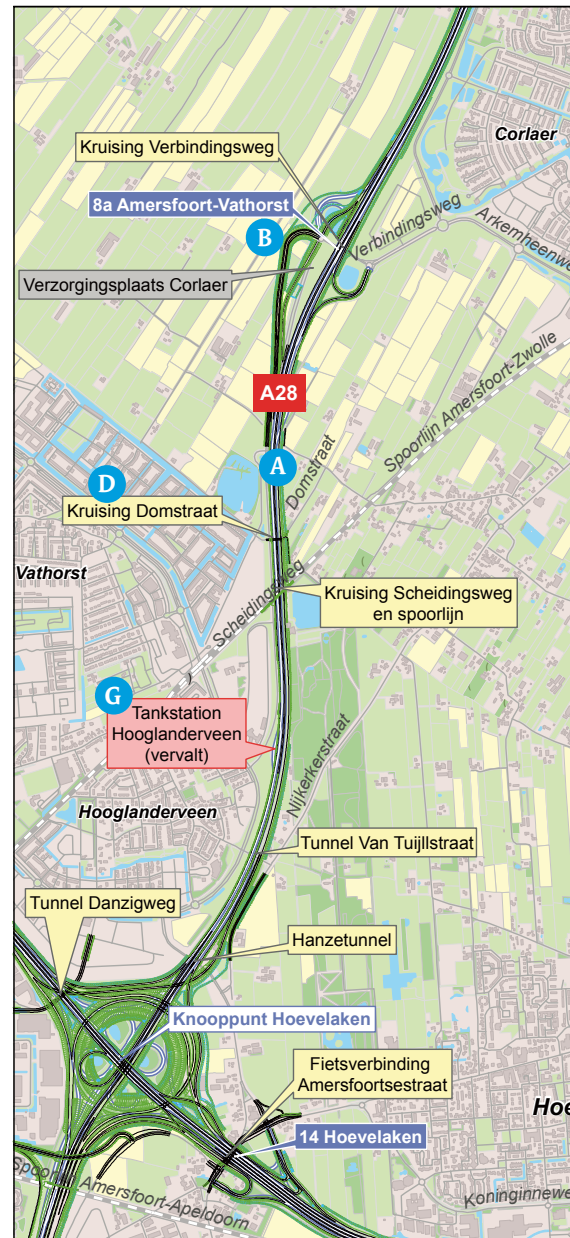 Corlaer
Kruising Verbindingsweg
8a Amersfoort-Vathorst
B
Verbindingsweg
Arkemheenweg
Verzorgingsplaats Corlaer
Spoorlijn Amersfoort-Zwolle
A28
A
Domstraat
D
Kruising Domstraat
Vathorst
Scheidingsweg
Kruising Scheidingsweg
en spoorlijn
G
Tankstation
Hooglanderveen
(vervalt)
Nijkerkerstraat
Hooglanderveen
Tunnel Van Tuijllstraat
Tunnel Danzigweg
Hanzetunnel
Knooppunt Hoevelaken
Fietsverbinding
Amersfoortsestraat
Hoe
14 Hoevelaken
Spoorlijn Amersfoort-Apeldoorn
Koninginnewe